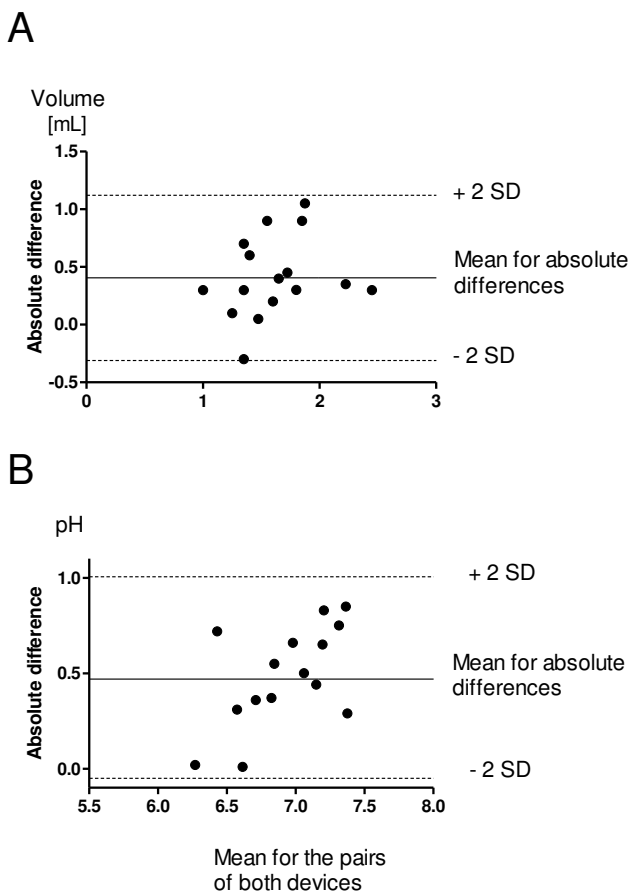 A
Volume
[mL]
Absolute difference
1.5
1.0
0.5
0.0
-0.5
0
1
2
3
+ 2 SD
Mean for absolute
differences
- 2 SD
B
pH
Absolute difference
1.0
0.5
0.0
5.5
6.0
6.5
7.0
7.5
8.0
+ 2 SD
Mean for absolute
differences
- 2 SD
Mean for the pairs
of both devices